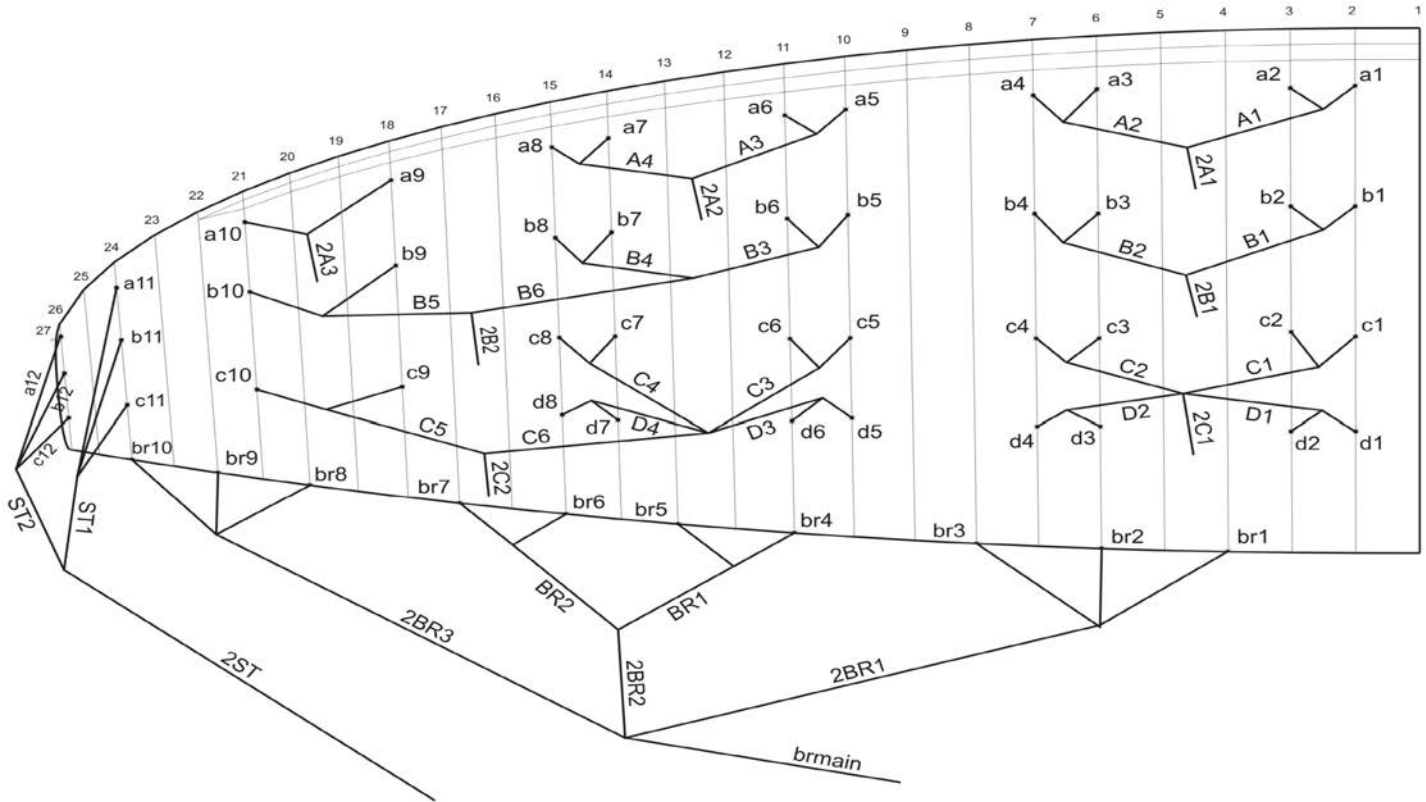 1
2
3
4
5
6
7
8
9
10
11
12
13
14
15
16
17
18
19
20
21
22
23
24
25
26
27
a1
a2
a3
a4
a5
a6
a7
a8
a9
a10
a11
a12
A1
A2
A3
A4
2A1
2A2
2A3
b1
b2
b3
b4
b5
b6
b7
b8
b9
b10
b11
b12
B1
B2
B3
B4
B5
B6
2B1
2B2
c1
c2
c3
c4
c5
c6
c7
c8
c9
c10
c11
c12
C1
C2
C3
C4
C5
C6
2C1
2C2
d1
d2
d3
d4
d5
d6
d7
d8
D1
D2
D3
D4
br1
br2
br3
br4
br5
br6
br7
br8
br9
br10
BR1
BR2
2BR1
2BR2
2BR3
brmain
ST1
ST2
2ST